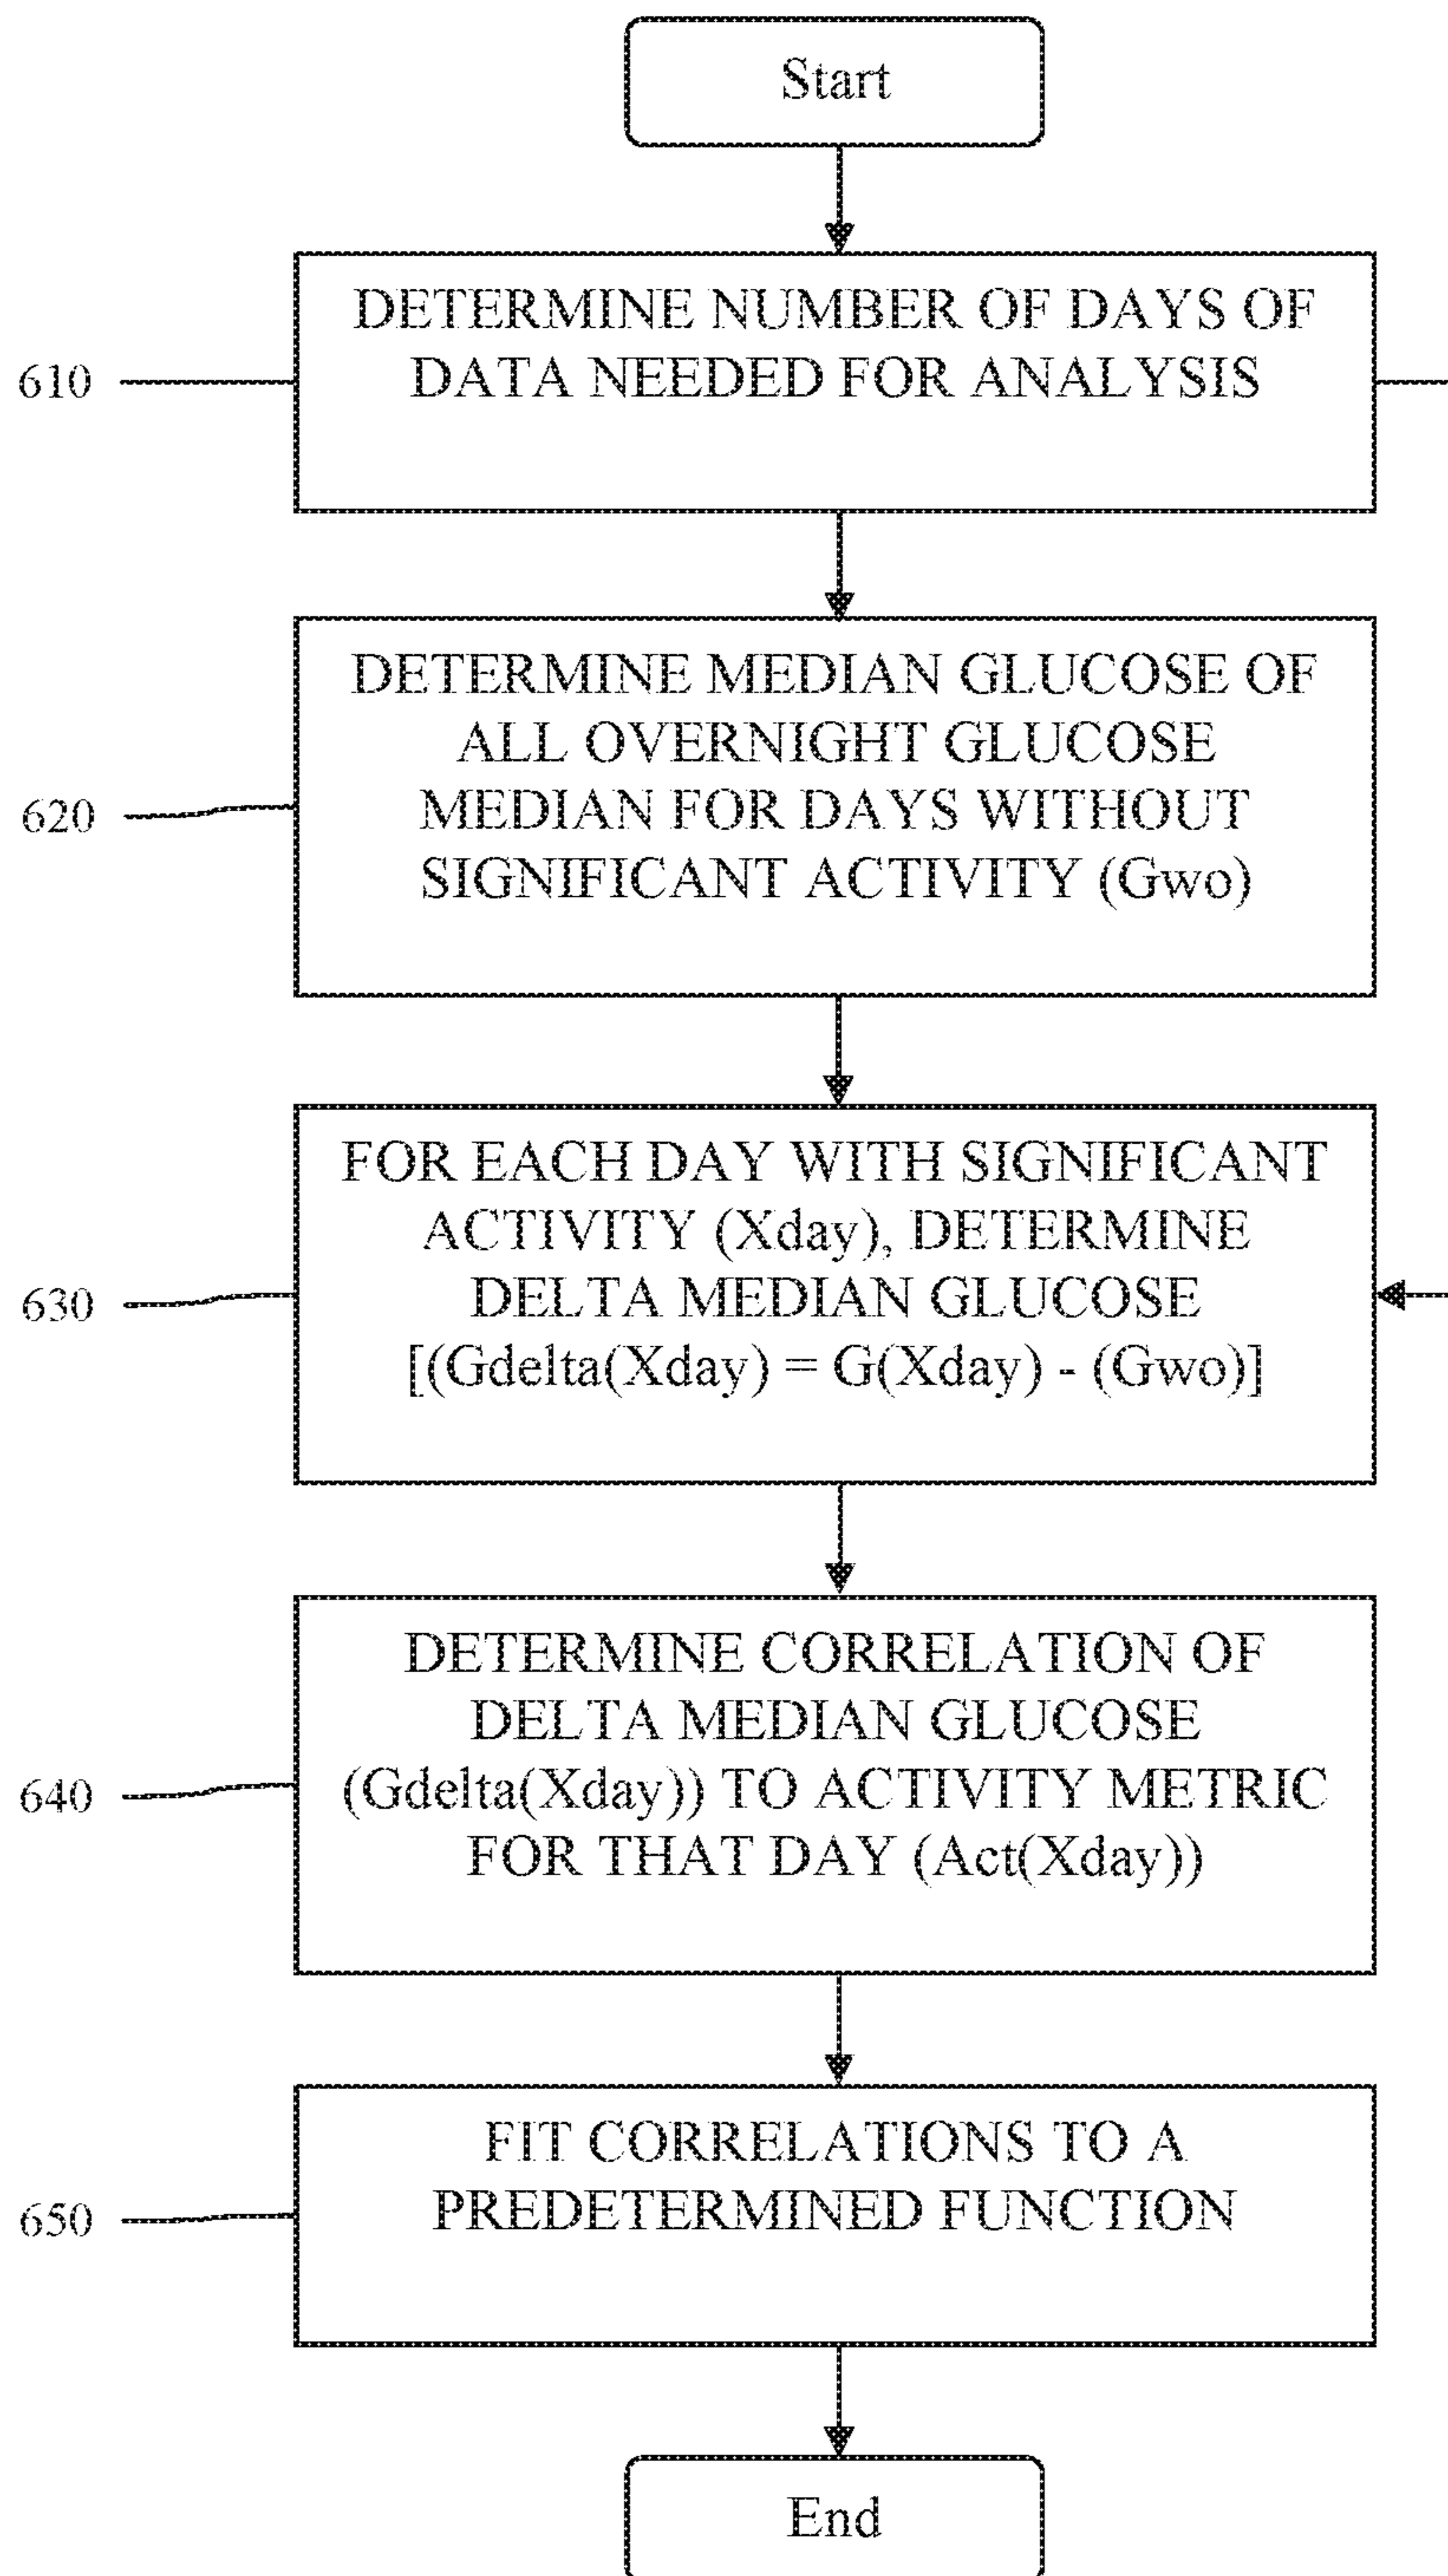 Start
610
DETERMINE NUMBER OF DAYS OF
DATA NEEDED FOR ANALYSIS
620
DETERMINE MEDIAN GLUCOSE OF
ALL OVERNIGHT GLUCOSE
MEDIAN FOR DAYS WITHOUT
SIGNIFICANT ACTIVITY (Gwo)
630
FOR EACH DAY WITH SIGNIFICANT
ACTIVITY (Xday), DETERMINE
DELTA MEDIAN GLUCOSE
[(Gdelta(Xday) = G(Xday) - (Gwo)]
640
DETERMINE CORRELATION OF
DELTA MEDIAN GLUCOSE
(Gdelta(Xday)) TO ACTIVITY METRIC
FOR THAT DAY (Act(Xday))
650
FIT CORRELATIONS TO A
PREDETERMINED FUNCTION
End